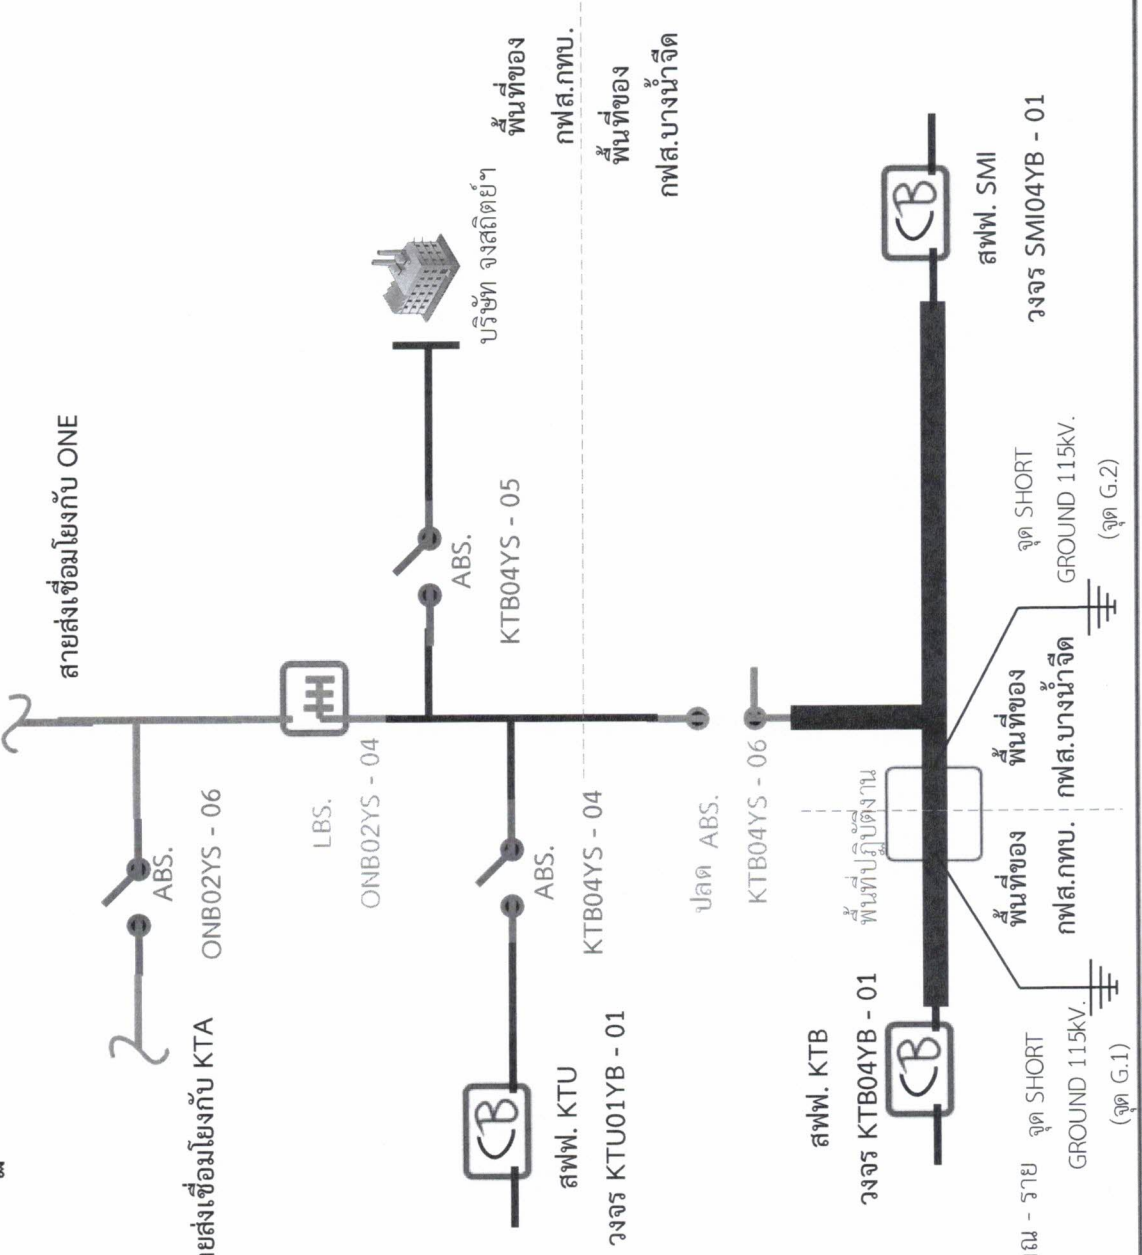 สายส่งเชื่อมโยงกับ ONE
ยส่งเชื่อมโยงกับ KTA
ABS.
ONB02YS - 06
LBS.
ONB02YS - 04
ABS.
KTB04YS - 05
บริษัท จงสถิตย์ฯ
พื้นที่ของ
กฟส.กทบ.
พื้นที่ของ
กฟส.บางน้ำจืด
CB
สฟฟ. KTU
วงจร KTU01YB - 01
ABS.
KTB04YS - 04
ปลด ABS.
KTB04YS - 06
พื้นที่ปฏิบัติงาน
สฟฟ. KTB
วงจร KTB04YB - 01
CB
พื้นที่ของ
กฟส.กทบ.
พื้นที่ของ
กฟส.บางน้ำจืด
CB
สฟฟ. SMI
วงจร SMI04YB - 01
ณ - ราย
จุด SHORT
GROUND 115kV.
(จุด G.1)
จุด SHORT
GROUND 115kV.
(จุด G.2)